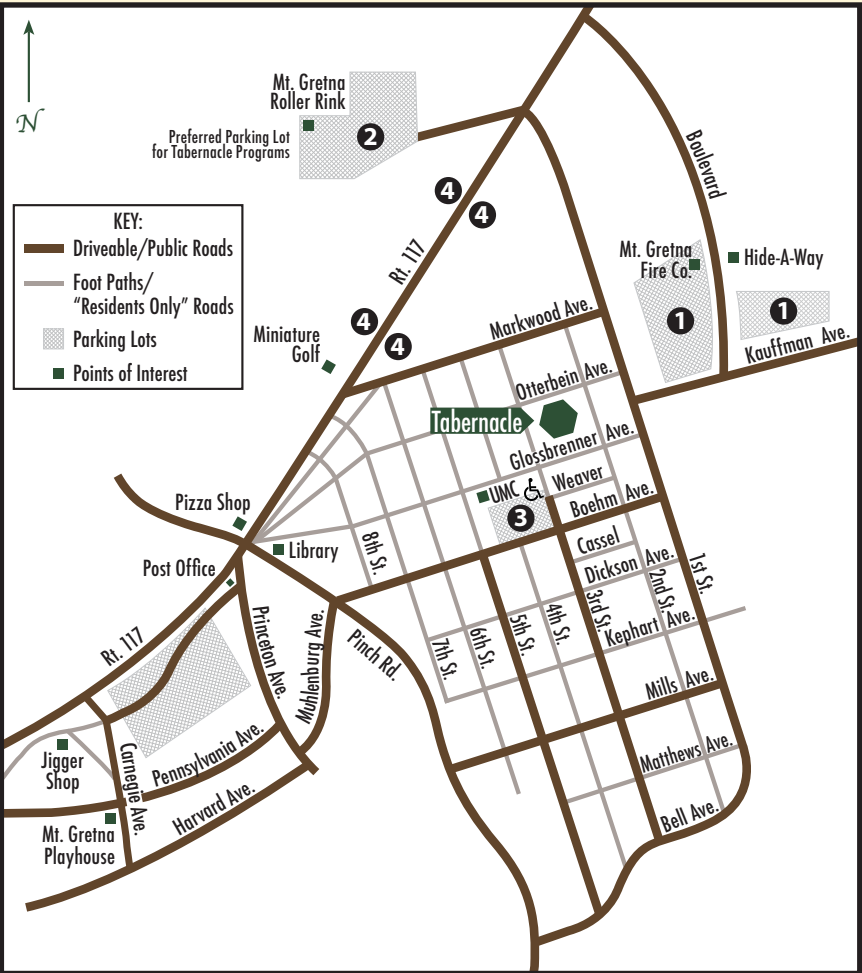 N
Mt. Gretna
Roller Rink
Preferred Parking Lot
for Tabernacle Programs
2
4
4
Rt. 117
4
4
Boulevard
Mt. Gretna
Fire Co.
Hide-A-Way
1
1
Kauffman Ave.
KEY:
Driveable/Public Roads
Foot Paths/
"Residents Only" Roads
Parking Lots
Points of Interest
Miniature
Golf
Markwood Ave.
Otterbein Ave.
Tabernacle
Glossbrenner Ave.
UMC
Weaver
Boehm Ave.
3
Pizza Shop
Library
Post Office
8th St.
Cassel
Dickson Ave.
1st St.
2nd St.
3rd St.
Kephart Ave.
4th St.
5th St.
6th St.
7th St.
Rt. 117
Princeton Ave.
Muhlenburg Ave.
Pinch Rd.
Mills Ave.
Matthews Ave.
Bell Ave.
Jigger
Shop
Carnegie Ave.
Pennsylvania Ave.
Harvard Ave.
Mt. Gretna
Playhouse